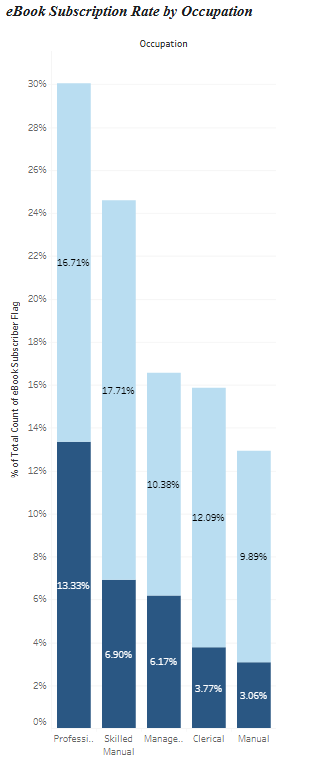 eBook Subscription Rate by Occupation
Occupation
% of Total Count of eBook Subscriber Flag
30%
28%
26%
24%
22%
20%
18%
16%
14%
12%
10%
8%
6%
4%
2%
0%
16.71%
13.33%
17.71%
6.90%
10.38%
6.17%
12.09%
3.77%
9.89%
3.06%
Professi..
Skilled
Manual
Manage..
Clerical
Manual